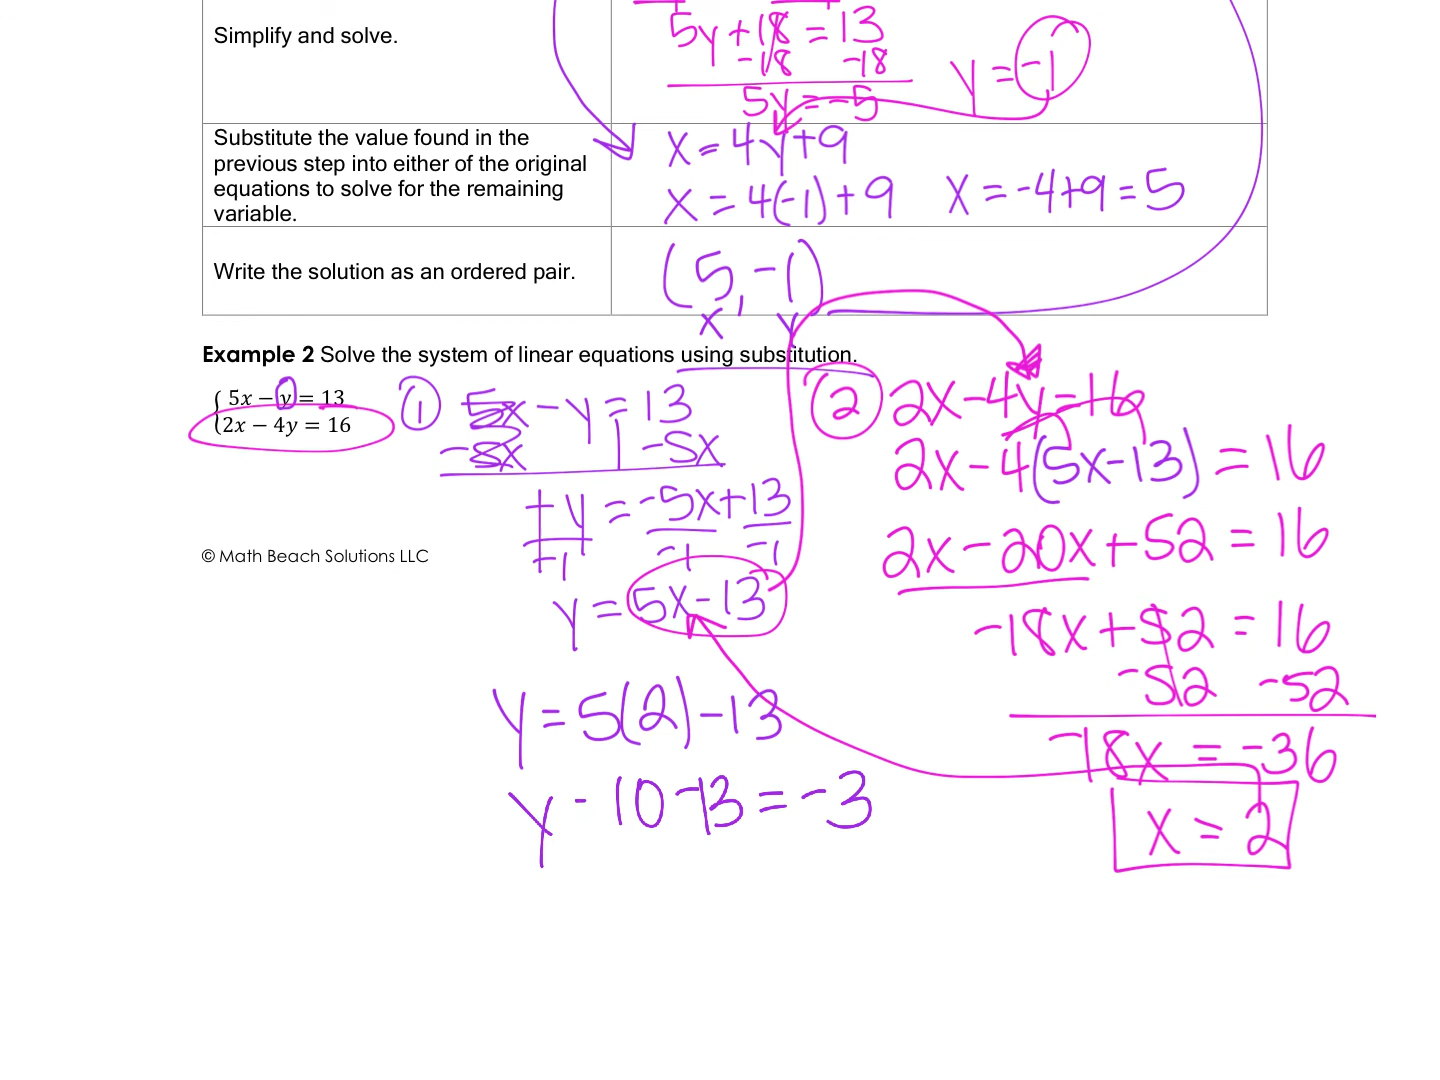 Simplify and solve.
5y + 18 = 13
-18 -18
5y = -5
y = -1
Substitute the value found in the
previous step into either of the original
equations to solve for the remaining
variable.
x = 4y + 9
x = 4(-1) + 9 x = -4 + 9 = 5
Write the solution as an ordered pair.
(5, -1)
x y
Example 2 Solve the system of linear equations using substitution.
5x − y = 13
2x − 4y = 16
① 5x - y = 13
-5x -5x
-y = -5x + 13
-1 -1 -1
y = 5x - 13
y = 5(2) - 13
y - 10 - 13 = -3
② 2x - 4y = 16
2x - 4(5x - 13) = 16
2x - 20x + 52 = 16
-18x + 52 = 16
-52 -52
-18x = -36
x = 2
© Math Beach Solutions LLC